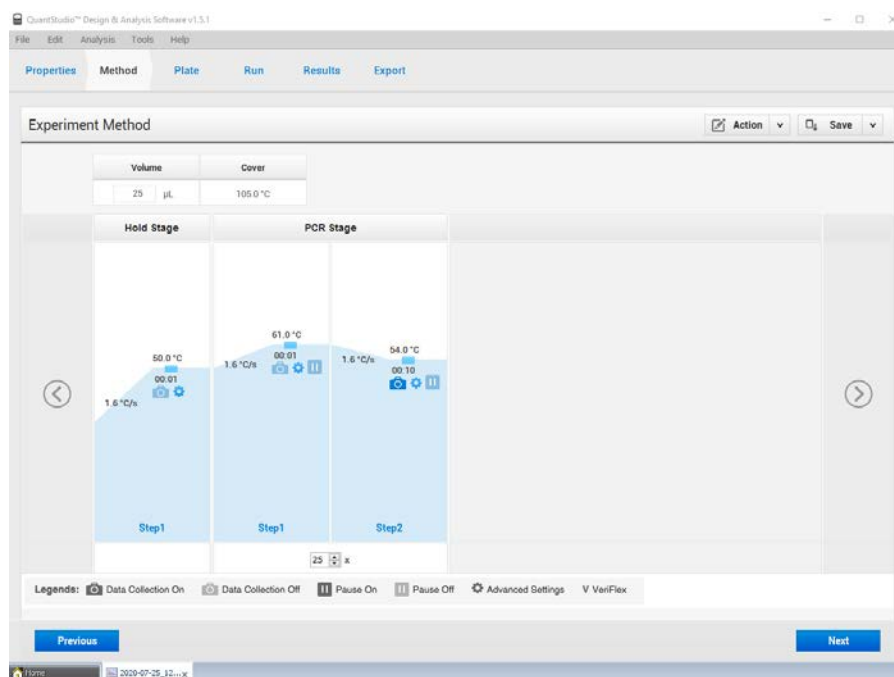 QuantStudio™ Design & Analysis Software v1.5.1
File Edit Analysis Tools Help
Properties Method Plate Run Results Export
Experiment Method
Action Save
Volume Cover
25 µL 105.0 °C
Hold Stage PCR Stage
61.0 °C
50.0 °C 1.6 °C/s 00:01 1.6 °C/s 54.0 °C
00:01 00:10
1.6 °C/s
Step1 Step1 Step2
25 x
Legends: Data Collection On Data Collection Off Pause On Pause Off Advanced Settings V VeriFlex
Previous Next
Home 2020-07-25_12...x